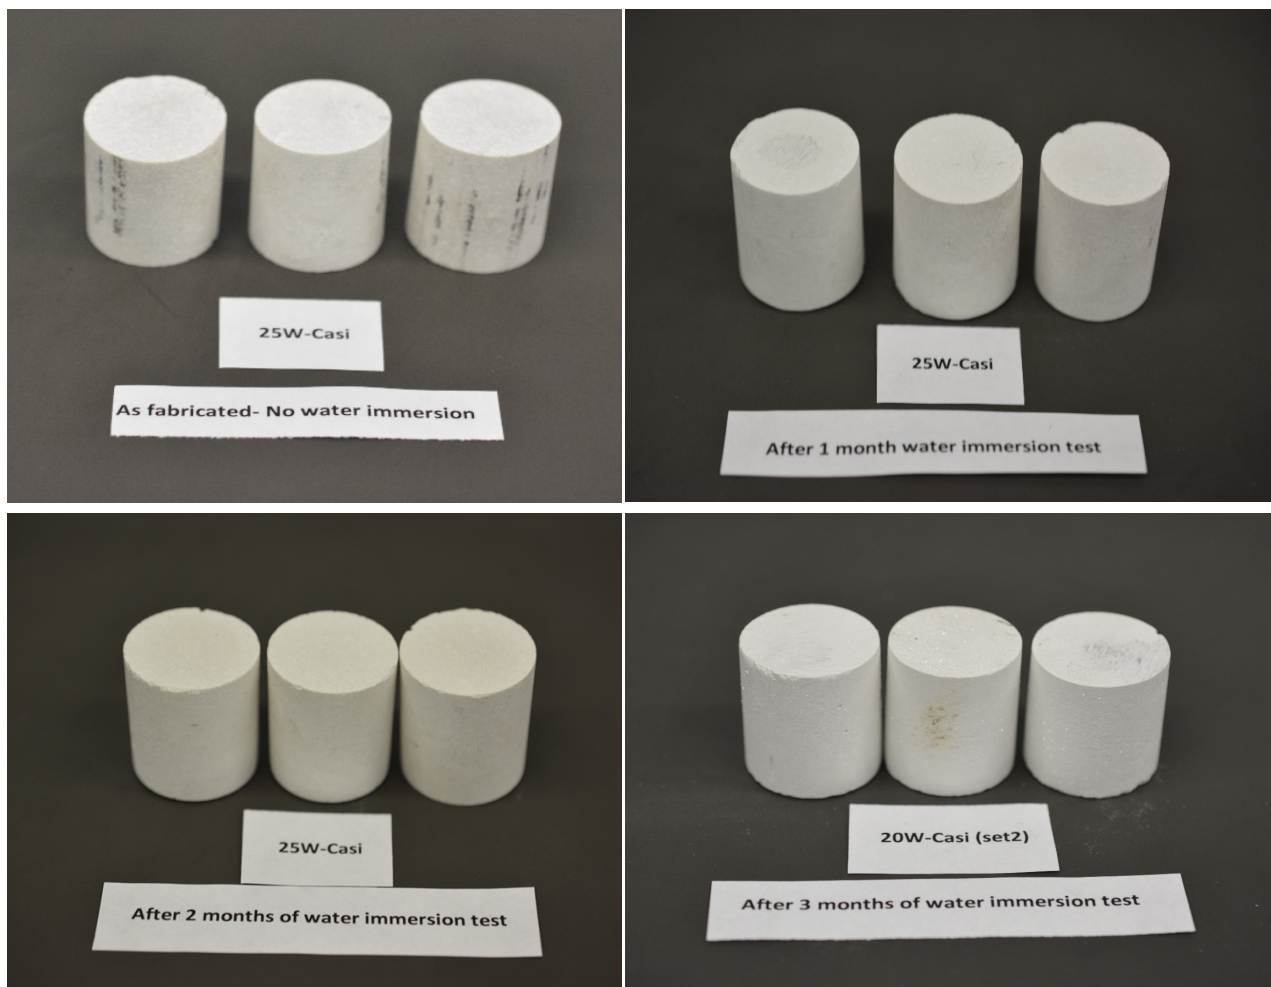 25W-Casi
As fabricated- No water immersion
25W-Casi
After 1 month water immersion test
25W-Casi
After 2 months of water immersion test
20W-Casi (set2)
After 3 months of water immersion test